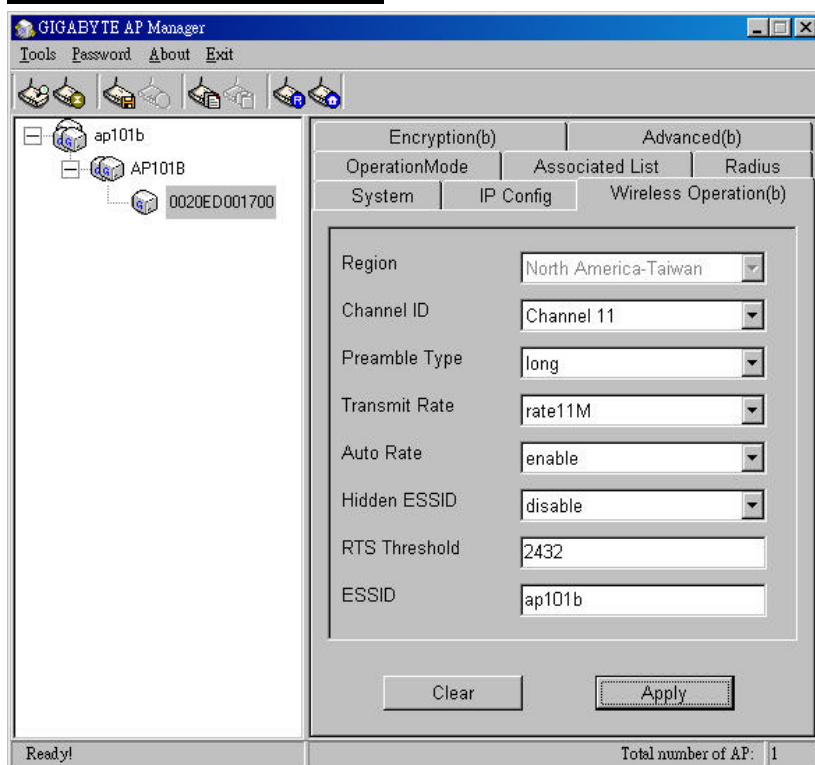 GIGABYTE AP Manager
Tools Password About Exit
ap101b
AP101B
0020ED001700
Encryption(b) Advanced(b)
OperationMode Associated List Radius
System IP Config Wireless Operation(b)
Region North America-Taiwan
Channel ID Channel 11
Preamble Type long
Transmit Rate rate11M
Auto Rate enable
Hidden ESSID disable
RTS Threshold 2432
ESSID ap101b
Clear Apply
Ready! Total number of AP: 1